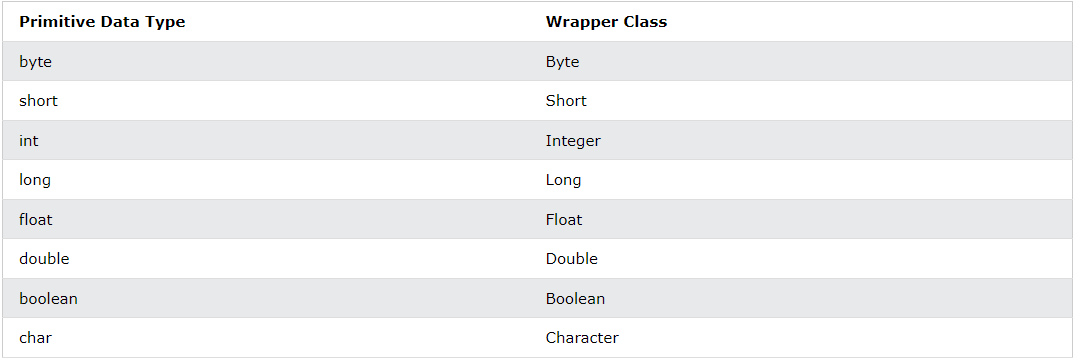 Primitive Data Type Wrapper Class
byte Byte
short Short
int Integer
long Long
float Float
double Double
boolean Boolean
char Character